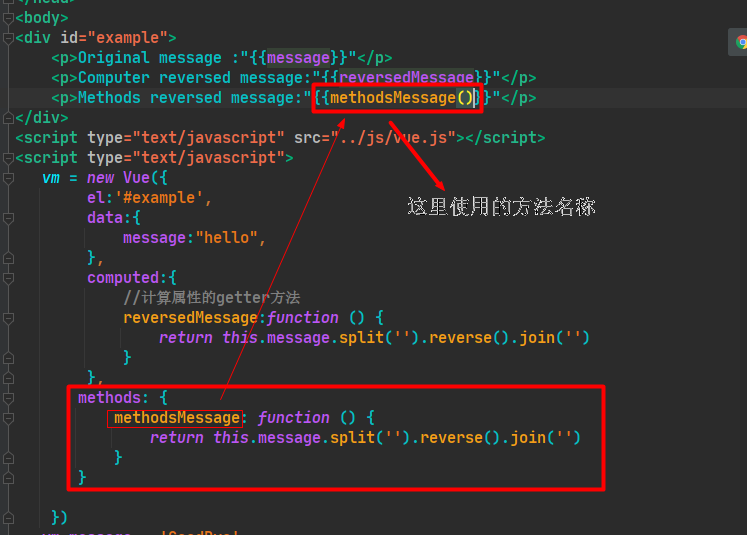 </head>
<body>
<div id="example">
<p>Original message :"{{message}}"</p>
<p>Computer reversed message:"{{reversedMessage}}"</p>
<p>Methods reversed message:"{{methodsMessage()}}"</p>
</div>
<script type="text/javascript" src="../js/vue.js"></script>
<script type="text/javascript">
vm = new Vue({
el:'#example',
这里使用的方法名称
data:{
message:"hello",
},
computed:{
//计算属性的getter方法
reversedMessage:function () {
return this.message.split('').reverse().join('')
}
},
methods: {
methodsMessage: function () {
return this.message.split('').reverse().join('')
}
}
})
vm.message = 'GoodBye'